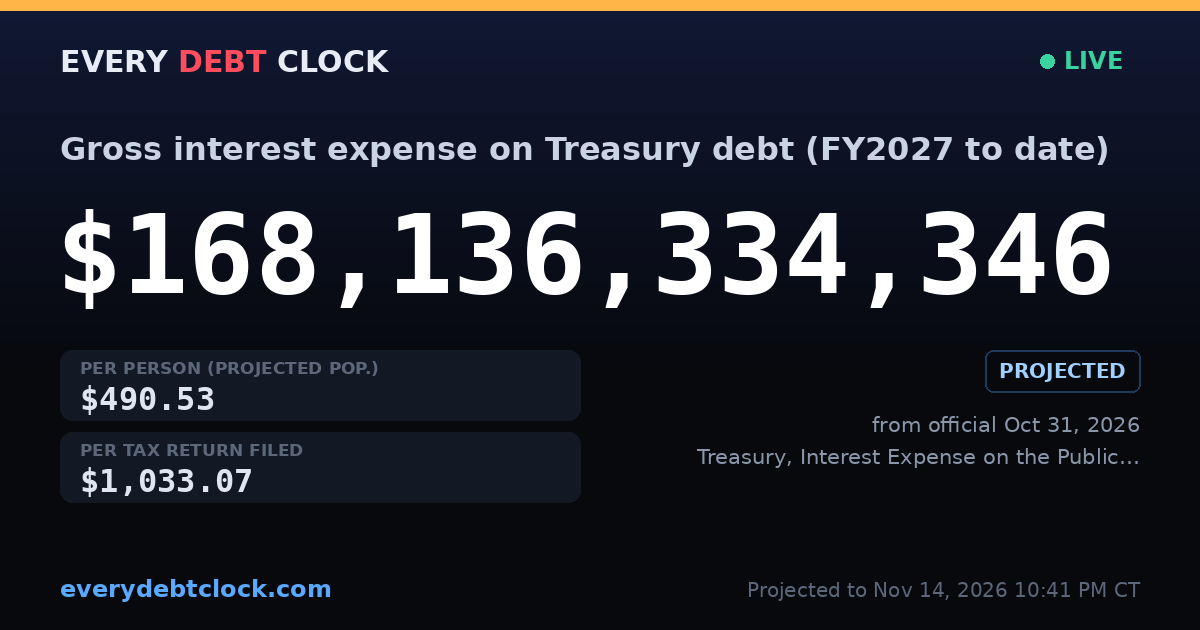 EVERY DEBT CLOCK
LIVE
Gross interest expense on Treasury debt (FY2027 to date)
$168,136,334,346
PER PERSON (PROJECTED POP.)
$490.53
PER TAX RETURN FILED
$1,033.07
PROJECTED
from official Oct 31, 2026
Treasury, Interest Expense on the Public…
everydebtclock.com
Projected to Nov 14, 2026 10:41 PM CT